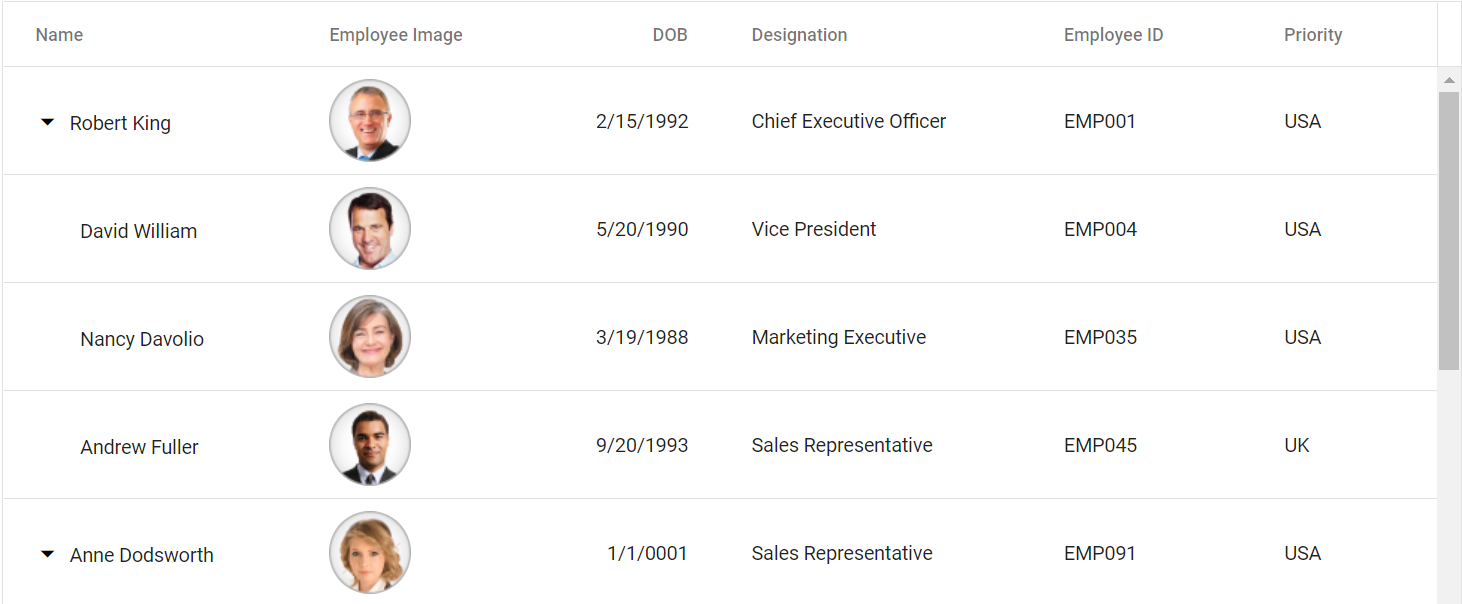 Name Employee Image DOB Designation Employee ID Priority
Robert King 2/15/1992 Chief Executive Officer EMP001 USA
David William 5/20/1990 Vice President EMP004 USA
Nancy Davolio 3/19/1988 Marketing Executive EMP035 USA
Andrew Fuller 9/20/1993 Sales Representative EMP045 UK
Anne Dodsworth 1/1/0001 Sales Representative EMP091 USA